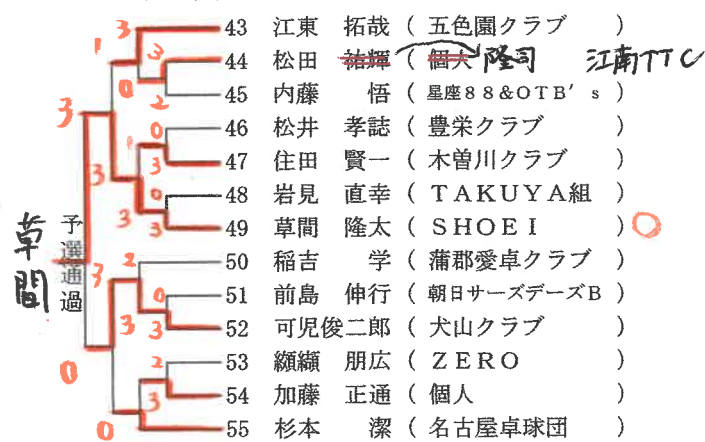 43 江東 拓哉 ( 五色園クラブ )
44 松田 祐輝 ( 個人 隆司 江南TTC
45 内藤 悟 ( 星座88&OTB's )
46 松井 孝誌 ( 豊栄クラブ )
47 住田 賢一 ( 木曽川クラブ )
48 岩見 直幸 ( TAKUYA組 )
49 草間 隆太 ( SHOEI )
50 稲吉 学 ( 蒲郡愛卓クラブ )
51 前島 伸行 ( 朝日サーズデーズB )
52 可児俊二郎 ( 犬山クラブ )
53 纐纈 朋広 ( ZERO )
54 加藤 正通 ( 個人 )
55 杉本 潔 ( 名古屋卓球団 )
草間
予選通過
3
1
3
0
2
3
0
1
3
3
0
3
3
3
2
0
3
3
0
2
3
0